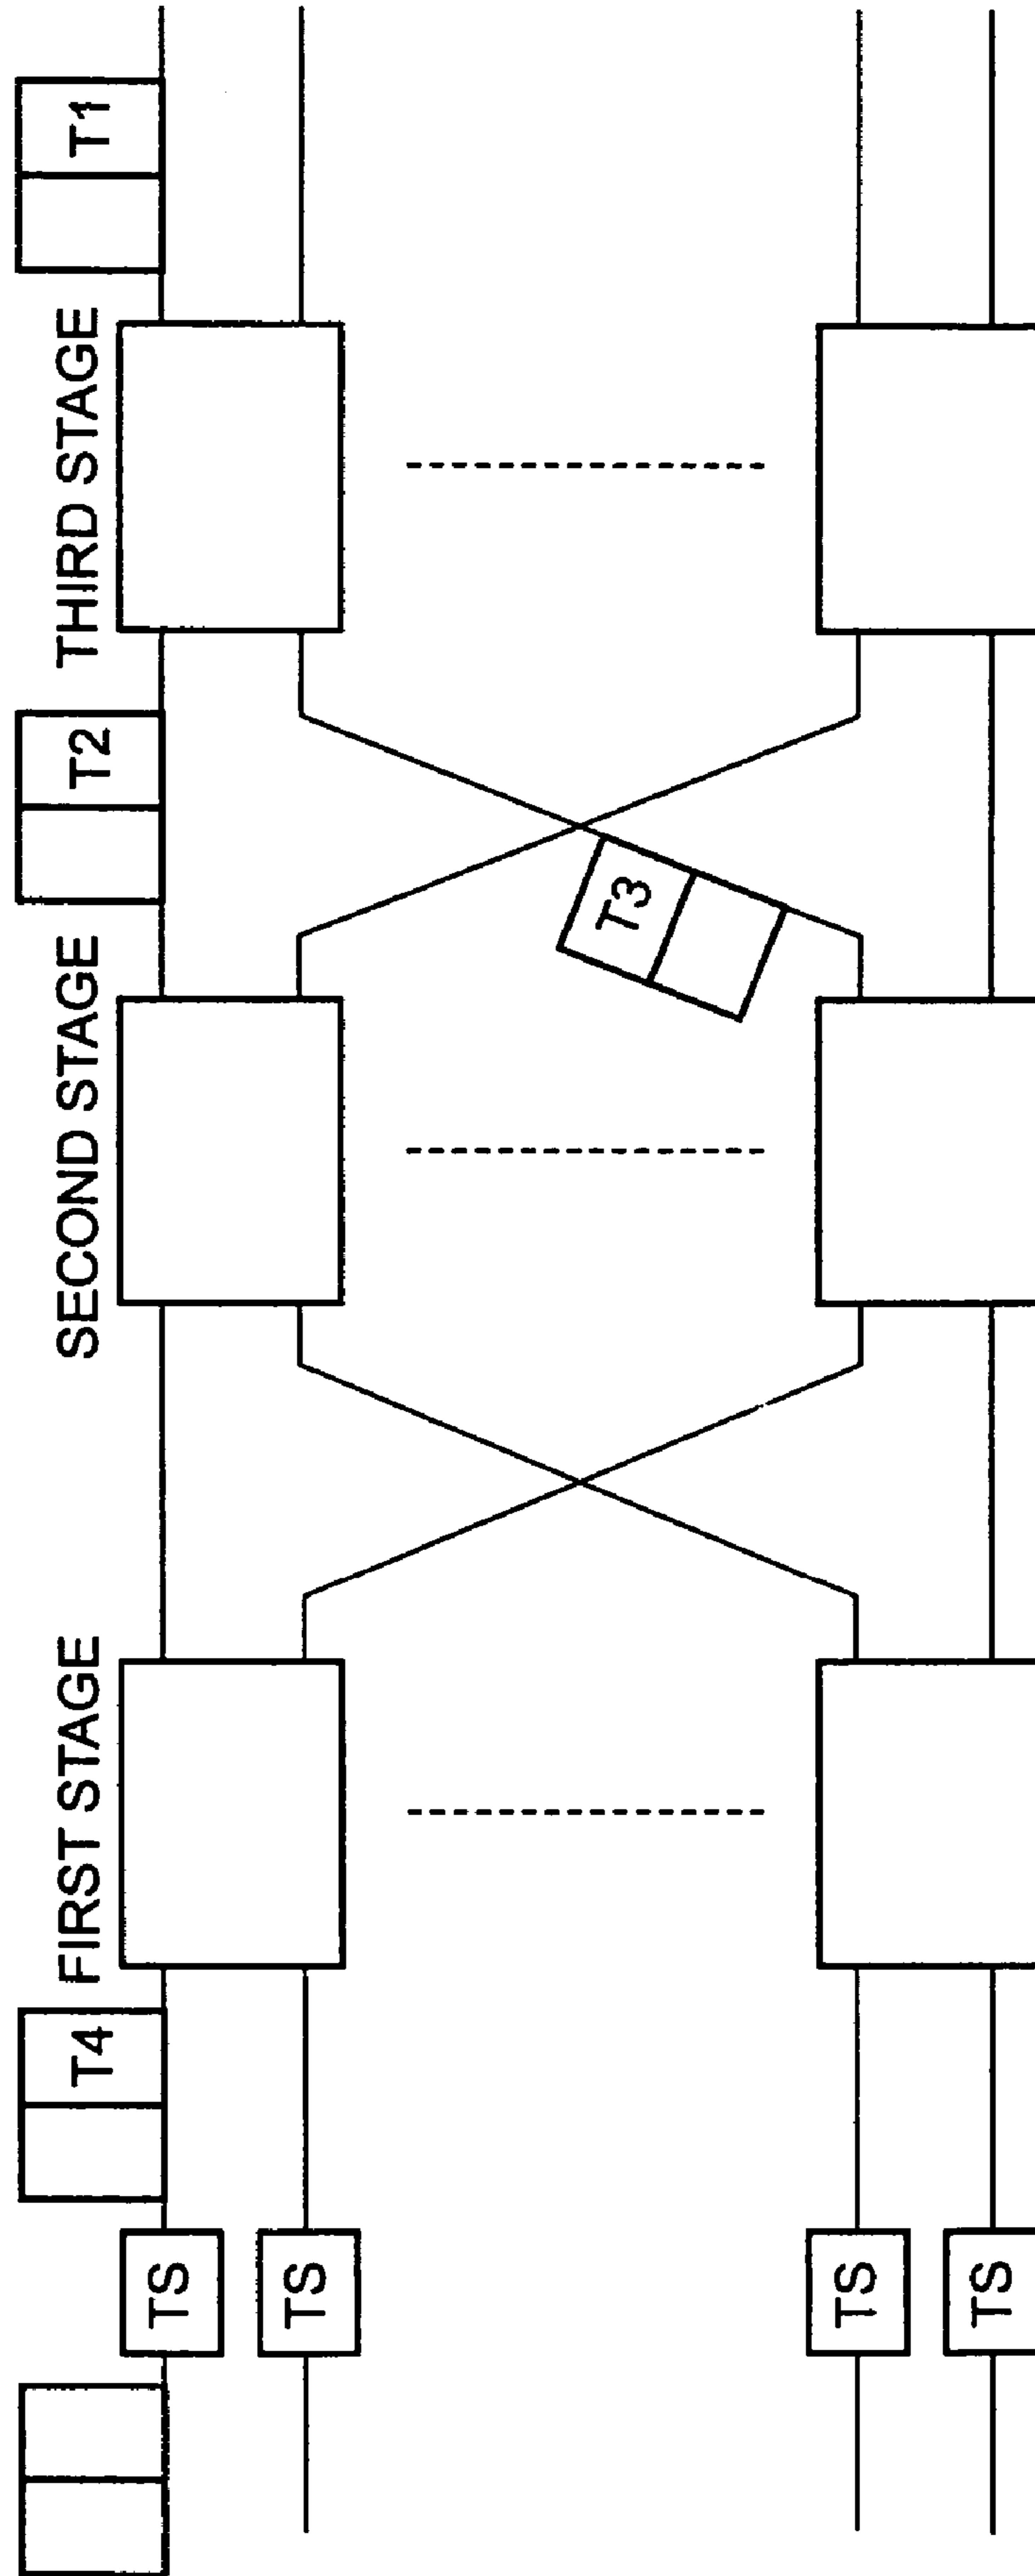 FIRST STAGE
SECOND STAGE
THIRD STAGE
T4
T2
T1
T3
TS
TS
TS
TS